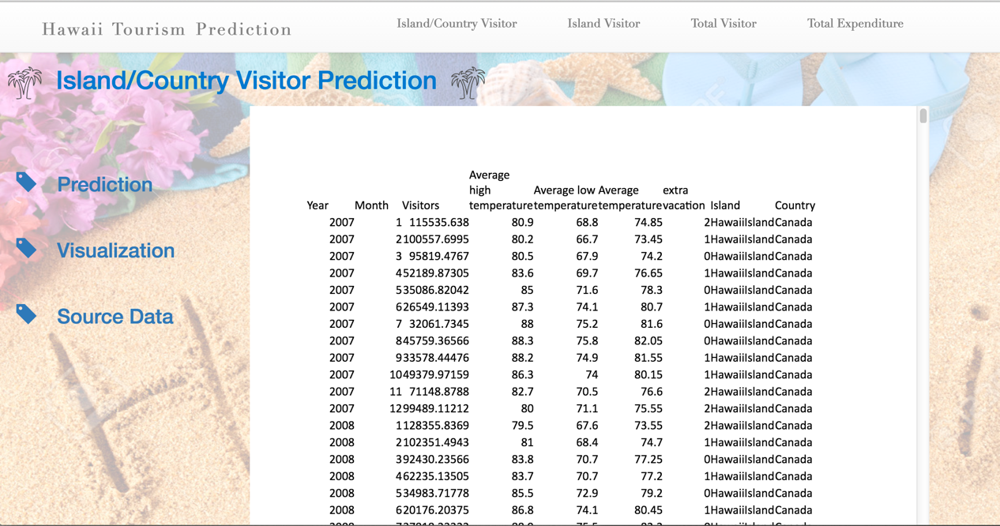 Hawaii Tourism Prediction Island/Country Visitor Island Visitor Total Visitor Total Expenditure
Island/Country Visitor Prediction
Prediction
Visualization
Source Data
Average
high Average low Average extra
Year Month Visitors temperature temperature temperature vacation Island Country
2007 1 115535.638 80.9 68.8 74.85 2 HawaiiIsland Canada
2007 2 100557.6995 80.2 66.7 73.45 1 HawaiiIsland Canada
2007 3 95819.4767 80.5 67.9 74.2 0 HawaiiIsland Canada
2007 4 52189.87305 83.6 69.7 76.65 1 HawaiiIsland Canada
2007 5 35086.82042 85 71.6 78.3 0 HawaiiIsland Canada
2007 6 26549.11393 87.3 74.1 80.7 1 HawaiiIsland Canada
2007 7 32061.7345 88 75.2 81.6 0 HawaiiIsland Canada
2007 8 45759.36566 88.3 75.8 82.05 0 HawaiiIsland Canada
2007 9 33578.44476 88.2 74.9 81.55 1 HawaiiIsland Canada
2007 10 49379.97159 86.3 74 80.15 1 HawaiiIsland Canada
2007 11 71148.8788 82.7 70.5 76.6 2 HawaiiIsland Canada
2007 12 99489.11212 80 71.1 75.55 2 HawaiiIsland Canada
2008 1 128355.8369 79.5 67.6 73.55 2 HawaiiIsland Canada
2008 2 102351.4943 81 68.4 74.7 1 HawaiiIsland Canada
2008 3 92430.23566 83.8 70.7 77.25 0 HawaiiIsland Canada
2008 4 62235.13505 83.7 70.7 77.2 1 HawaiiIsland Canada
2008 5 34983.71778 85.5 72.9 79.2 0 HawaiiIsland Canada
2008 6 20176.20375 86.8 74.1 80.45 1 HawaiiIsland Canada